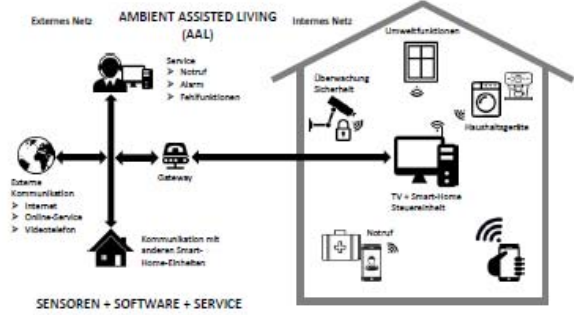 Externes Netz
AMBIENT ASSISTED LIVING
(AAL)
Internes Netz
Umweltfunktionen
Service
Notruf
Alarm
Fehlfunktionen
Überwachung
Sicherheit
Haushaltsgeräte
Externe
Kommunikation
Internet
Online-Service
Videotelefon
Gateway
TV + Smart-Home
Steuereinheit
Kommunikation mit
anderen Smart-
Home-Einheiten
Notruf
SENSOREN + SOFTWARE + SERVICE